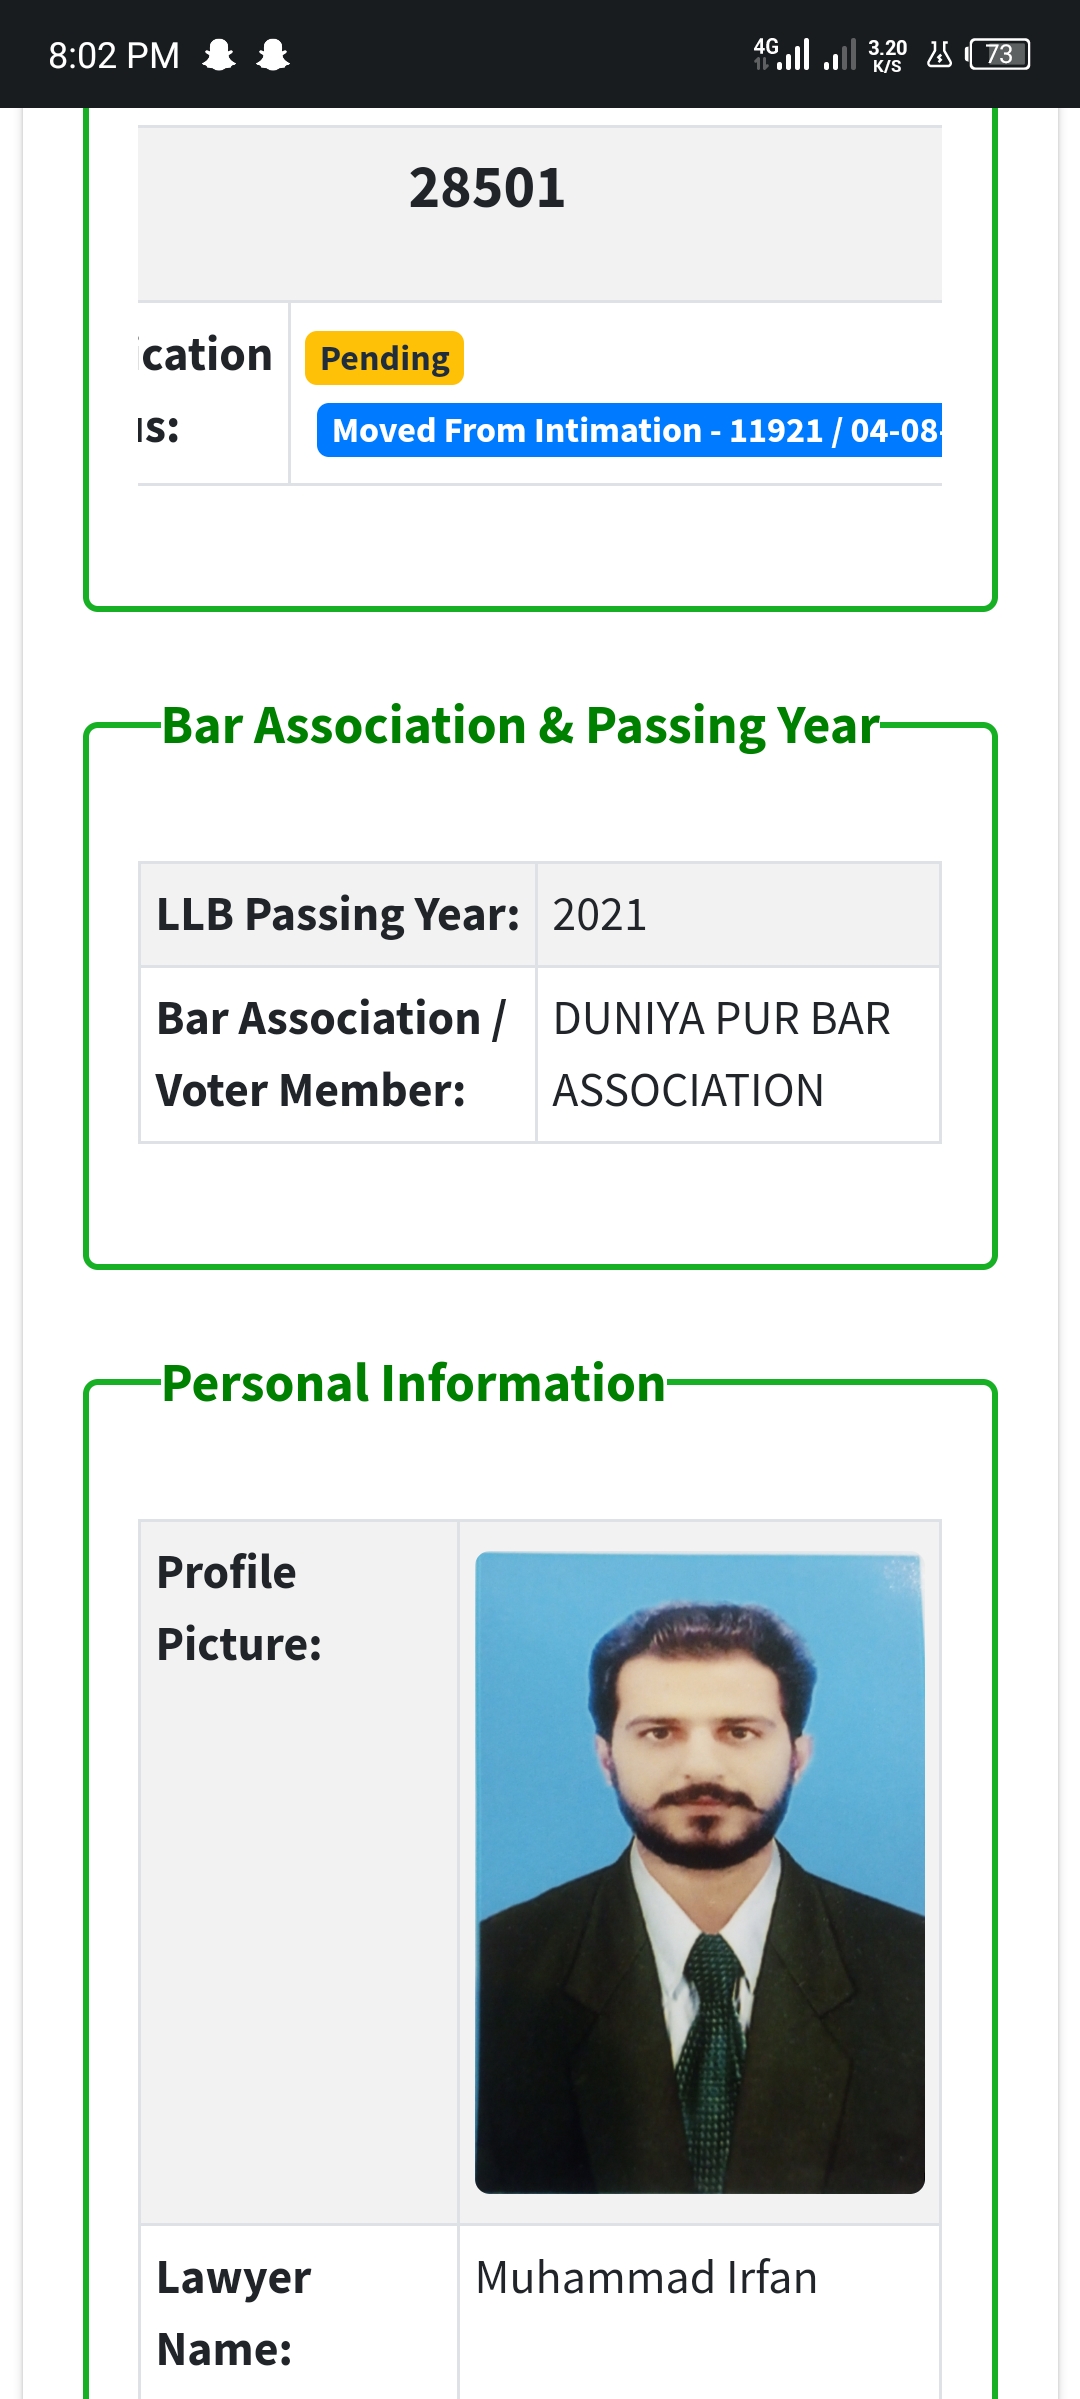 8:02 PM
4G
3.20
K/S
73
28501
ication
Pending
us:
Moved From Intimation - 11921 / 04-08-
Bar Association & Passing Year
LLB Passing Year: 2021
Bar Association / DUNIYA PUR BAR
Voter Member: ASSOCIATION
Personal Information
Profile
Picture:
Lawyer Muhammad Irfan
Name: